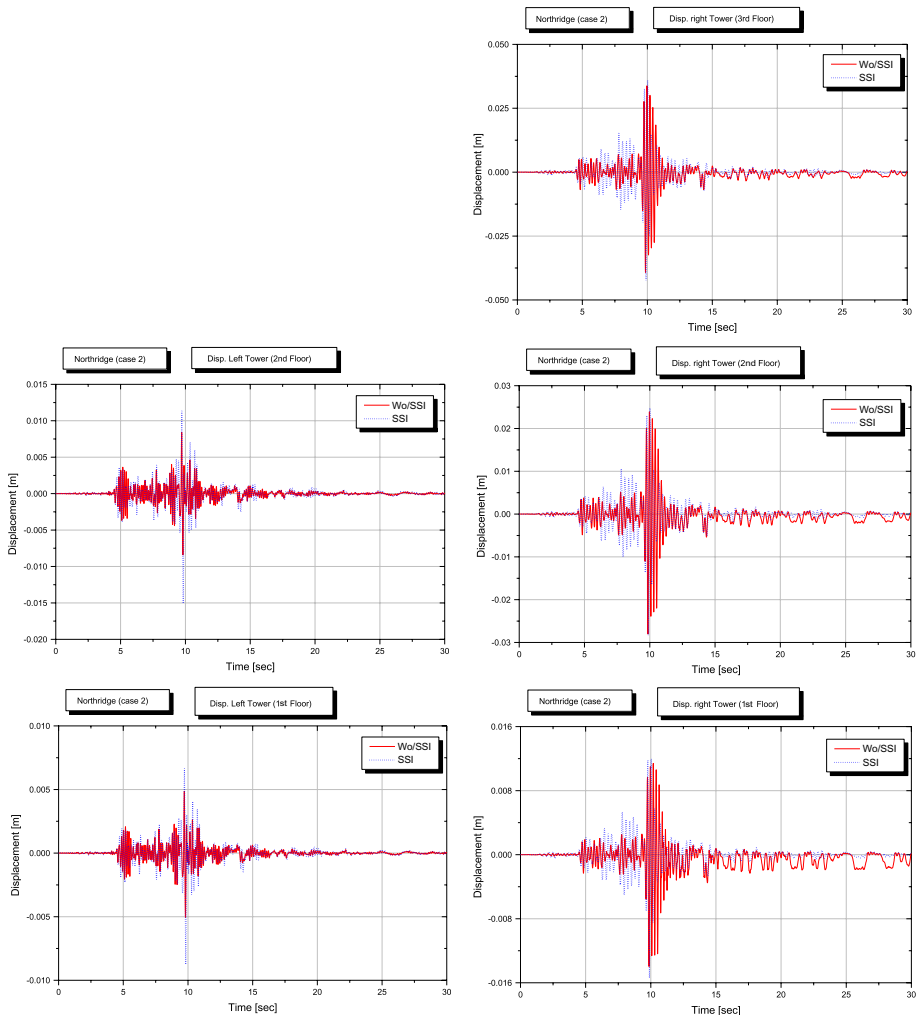 Northridge (case 2)
Disp. right Tower (3rd Floor)
0.050
0.025
0.000
-0.025
-0.050
Displacement [m]
Wo/SSI
SSI
0 5 10 15 20 25 30
Time [sec]
Northridge (case 2)
Disp. Left Tower (2nd Floor)
0.015
0.010
0.005
0.000
-0.005
-0.010
-0.015
-0.020
Displacement [m]
Wo/SSI
SSI
0 5 10 15 20 25 30
Time [sec]
Northridge (case 2)
Disp. right Tower (2nd Floor)
0.03
0.02
0.01
0.00
-0.01
-0.02
-0.03
Displacement [m]
Wo/SSI
SSI
0 5 10 15 20 25 30
Time [sec]
Northridge (case 2)
Disp. Left Tower (1st Floor)
0.010
0.005
0.000
-0.005
-0.010
Displacement [m]
Wo/SSI
SSI
0 5 10 15 20 25 30
Time [sec]
Northridge (case 2)
Disp. right Tower (1st Floor)
0.016
0.008
0.000
-0.008
-0.016
Displacement [m]
Wo/SSI
SSI
0 5 10 15 20 25 30
Time [sec]